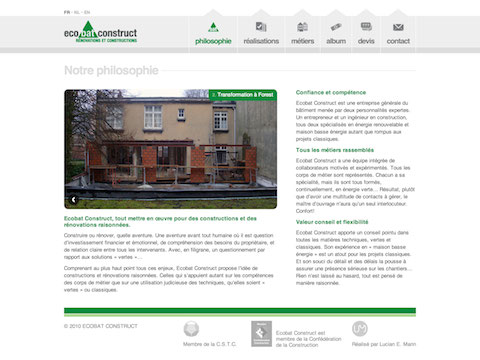 FR - NL - EN
ecobat construct
RÉNOVATIONS ET CONSTRUCTIONS
philosophie
réalisations
métiers
album
devis
contact
Notre philosophie
Transformation à Forest
Ecobat Construct, tout mettre en œuvre pour des constructions et des
rénovations raisonnées.
Construire ou rénover, quelle aventure. Une aventure avant tout humaine où il est question
d'investissement financier et émotionnel, de compréhension des besoins du propriétaire, et
de relation claire entre tous les intervenants. Avec, en filigrane, un questionnement par
rapport aux solutions « vertes »...
Comprenant au plus haut point tous ces enjeux, Ecobat Construct propose l'idée de
constructions et rénovations raisonnées. Celles qui s'appuient autant sur les compétences
des corps de métier que sur une utilisation judicieuse des techniques, qu'elles soient «
vertes » ou classiques.
Confiance et compétence
Ecobat Construct est une entreprise générale du
bâtiment menée par deux personnalités expertes.
Un entrepreneur et un ingénieur en construction,
tous deux spécialisés en énergie renouvelable et
maison basse énergie autant que rompus aux
projets classiques.
Tous les métiers rassemblés
Ecobat Construct a une équipe intégrée de
collaborateurs motivés et expérimentés. Tous les
corps de métier sont représentés. Chacun a sa
spécialité, mais ils sont tous formés,
continuellement, en énergie verte... Résultat, plutôt
que d'avoir une multitude de contacts à gérer, le
maître d'ouvrage n'aura qu'un seul interlocuteur.
Confort!
Valeur conseil et flexibilité
Ecobat Construct apporte un conseil pointu dans
toutes les matières techniques, vertes et
classiques. Son expérience en « maison basse
énergie » est un atout pour les projets classiques.
Et son souci du détail et des délais la pousse à
assurer une présence soutenue sur les chantiers...
Rien n'est laissé au hasard, tout est pensé de
manière raisonnée.
© 2010 ECOBAT CONSTRUCT
Membre de la C.S.T.C.
Ecobat Construct est
membre de la Confédération
de la Construction
Réalisé par Lucian E. Marin